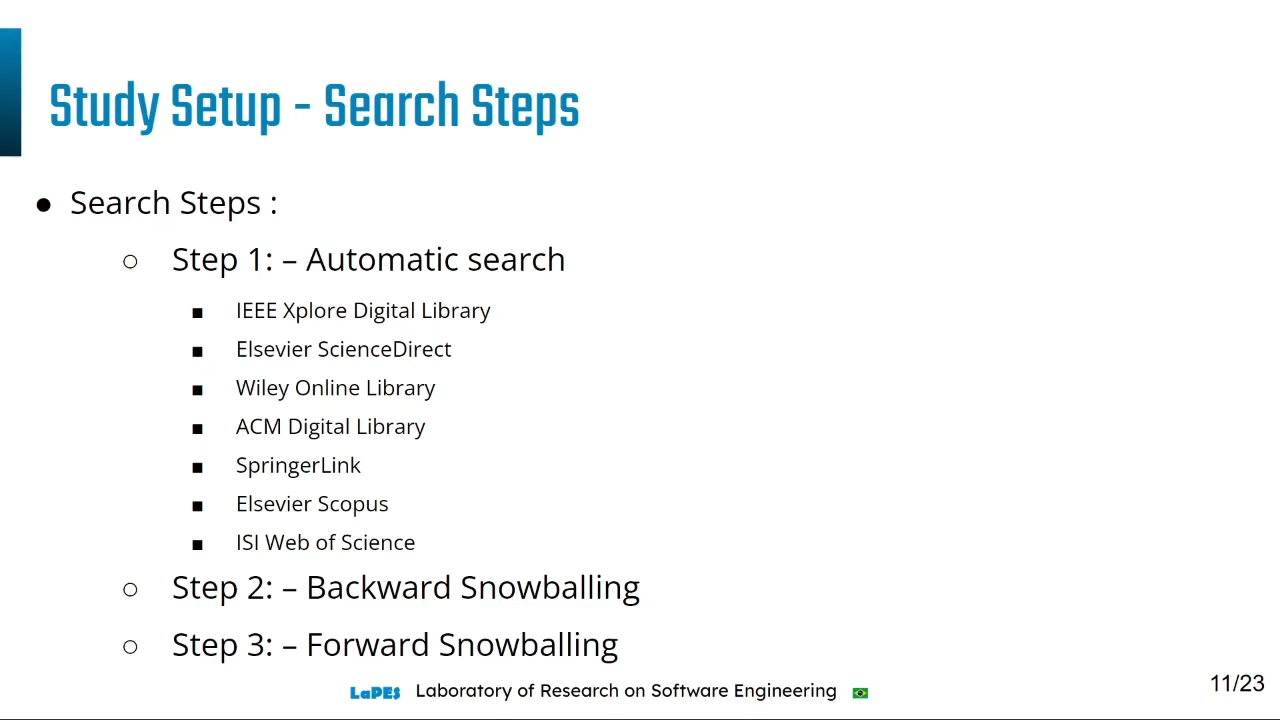 Study Setup - Search Steps
● Search Steps :
○ Step 1: – Automatic search
■ IEEE Xplore Digital Library
■ Elsevier ScienceDirect
■ Wiley Online Library
■ ACM Digital Library
■ SpringerLink
■ Elsevier Scopus
■ ISI Web of Science
○ Step 2: – Backward Snowballing
○ Step 3: – Forward Snowballing
LaPES Laboratory of Research on Software Engineering
11/23